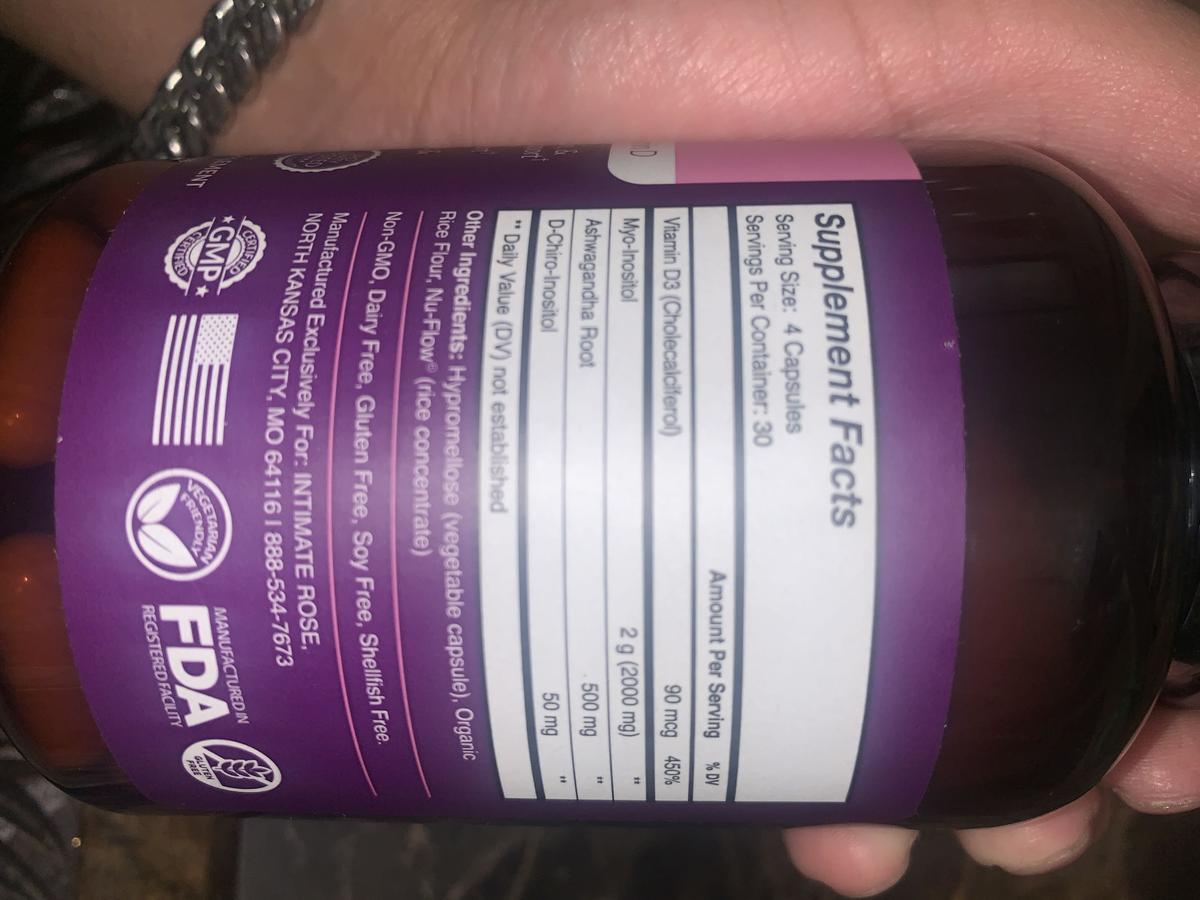 Supplement Facts
Serving Size: 4 Capsules
Servings Per Container: 30
Amount Per Serving % DV
Vitamin D3 (Cholecalciferol) 90 mcg 450%
Myo-Inositol 2 g (2000 mg) **
Ashwagandha Root 500 mg **
D-Chiro-Inositol 50 mg **
** Daily Value (DV) not established
Other Ingredients: Hypromellose (vegetable capsule), Organic
Rice Flour, Nu-Flow® (rice concentrate)
Non-GMO, Dairy Free, Gluten Free, Soy Free, Shellfish Free.
Manufactured Exclusively For: INTIMATE ROSE,
NORTH KANSAS CITY, MO 64116 | 888-534-7673
CERTIFIED
GMP
CERTIFIED
VEGETARIAN
FRIENDLY
MANUFACTURED IN
FDA
REGISTERED FACILITY
GLUTEN
FREE
D
&